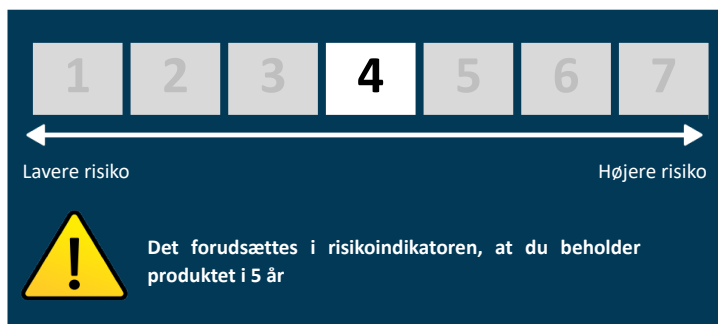 1 2 3 4 5 6 7
Lavere risiko Højere risiko
Det forudsættes i risikoindikatoren, at du beholder
produktet i 5 år